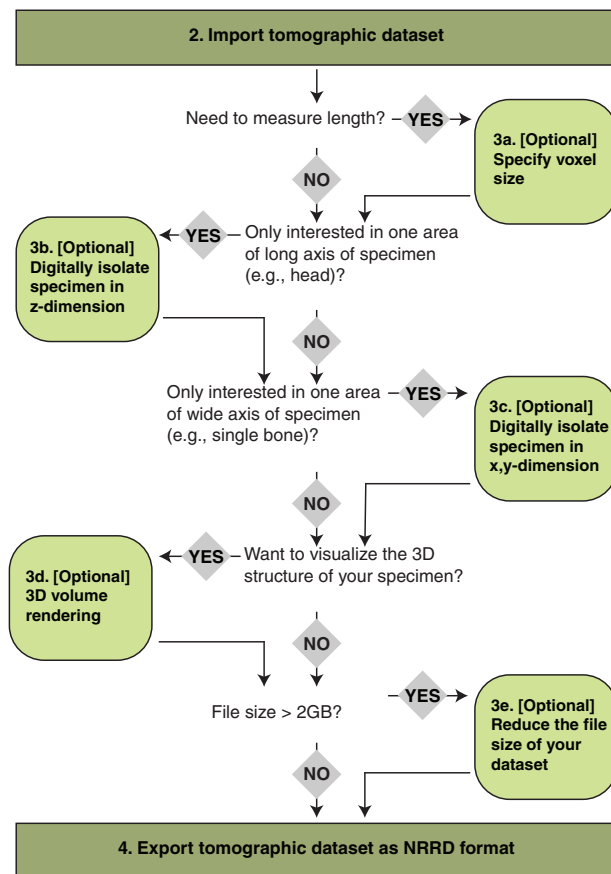 2. Import tomographic dataset
Need to measure length?
YES
3a. [Optional]
Specify voxel
size
NO
Only interested in one area
of long axis of specimen
(e.g., head)?
YES
3b. [Optional]
Digitally isolate
specimen in
z-dimension
NO
Only interested in one area
of wide axis of specimen
(e.g., single bone)?
YES
3c. [Optional]
Digitally isolate
specimen in
x,y-dimension
NO
Want to visualize the 3D
structure of your specimen?
YES
3d. [Optional]
3D volume
rendering
NO
File size > 2GB?
YES
3e. [Optional]
Reduce the file
size of your
dataset
NO
4. Export tomographic dataset as NRRD format